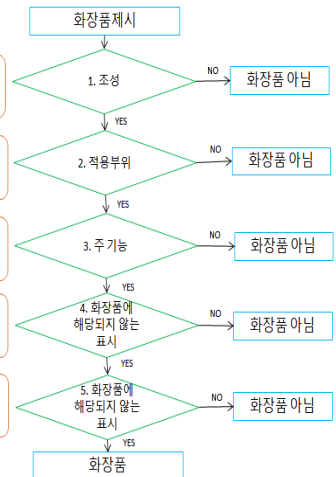 화장품제시
1. 조성
NO
화장품 아님
YES
2. 적용부위
NO
화장품 아님
YES
3. 주 기능
NO
화장품 아님
YES
4. 화장품에
해당되지 않는
표시
NO
화장품 아님
YES
5. 화장품에
해당되지 않는
표시
NO
화장품 아님
YES
화장품